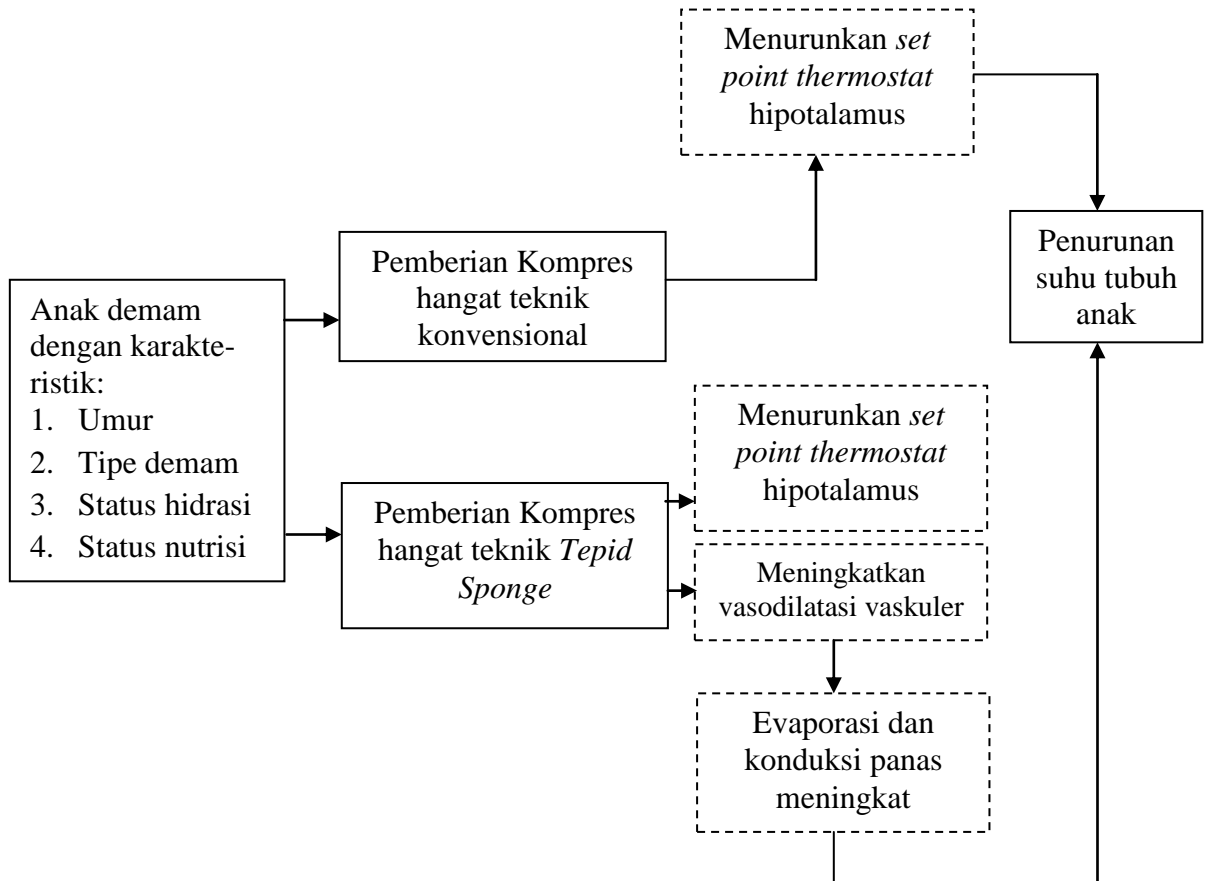 Anak demam
dengan karakte-
ristik:
1. Umur
2. Tipe demam
3. Status hidrasi
4. Status nutrisi
Pemberian Kompres
hangat teknik
konvensional
Menurunkan set
point thermostat
hipotalamus
Pemberian Kompres
hangat teknik Tepid
Sponge
Menurunkan set
point thermostat
hipotalamus
Meningkatkan
vasodilatasi vaskuler
Evaporasi dan
konduksi panas
meningkat
Penurunan
suhu tubuh
anak